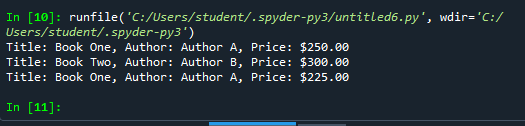 In [10]: runfile('C:/Users/student/.spyder-py3/untitled6.py', wdir='C:/
Users/student/.spyder-py3')
Title: Book One, Author: Author A, Price: $250.00
Title: Book Two, Author: Author B, Price: $300.00
Title: Book One, Author: Author A, Price: $225.00
In [11]: